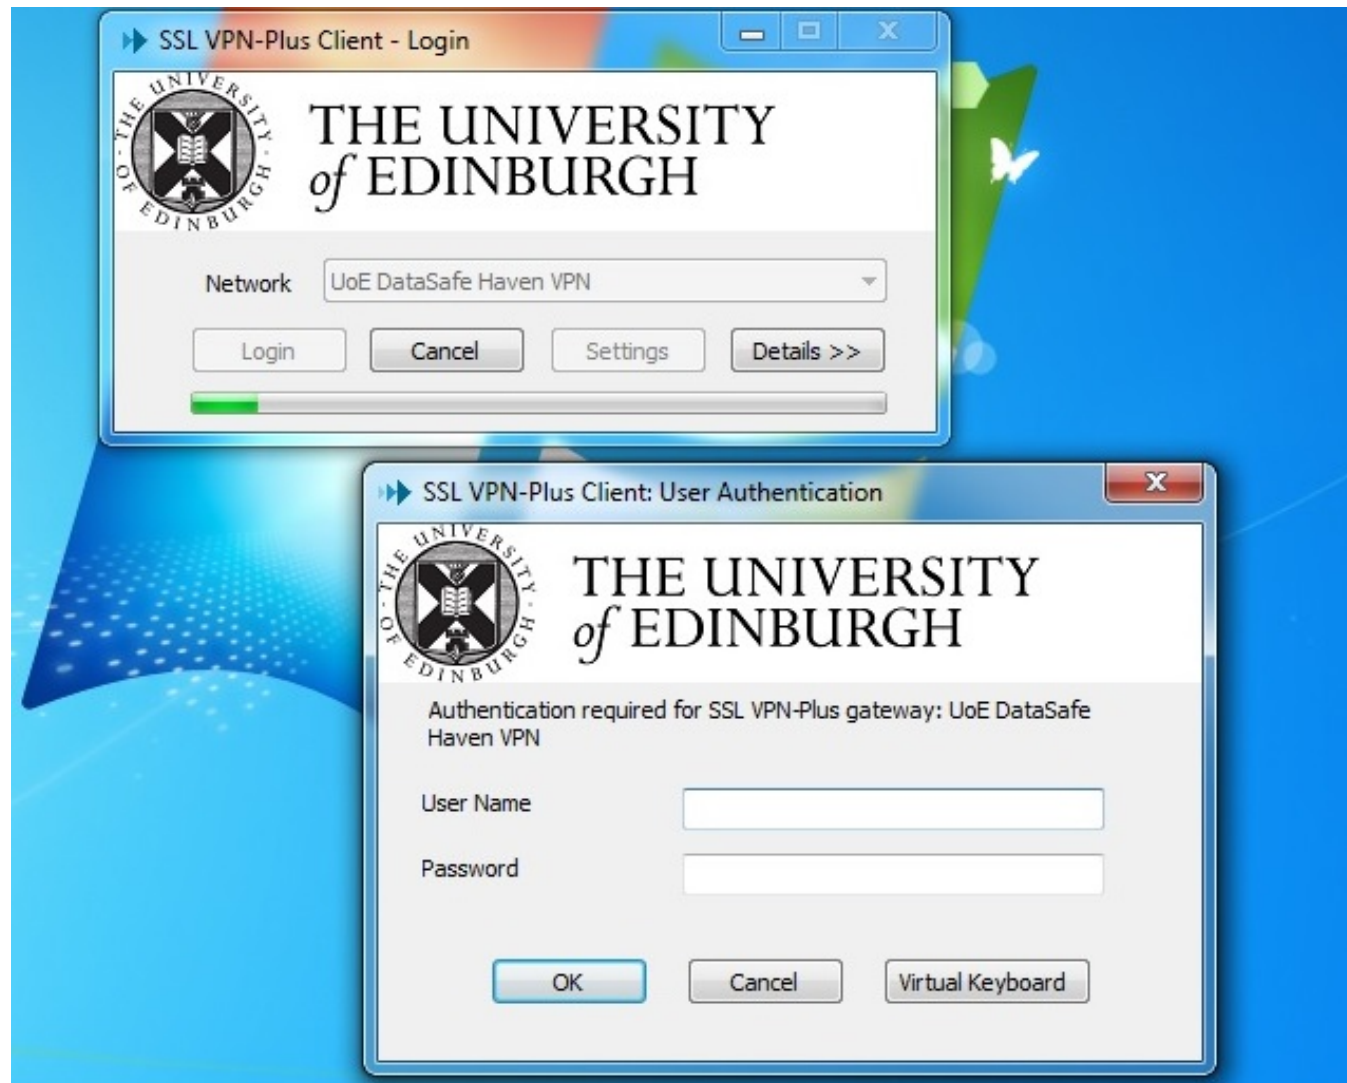 SSL VPN-Plus Client - Login
THE UNIVERSITY OF EDINBURGH
THE UNIVERSITY
of EDINBURGH
Network
UoE DataSafe Haven VPN
Login
Cancel
Settings
Details >>
SSL VPN-Plus Client: User Authentication
THE UNIVERSITY OF EDINBURGH
THE UNIVERSITY
of EDINBURGH
Authentication required for SSL VPN-Plus gateway: UoE DataSafe
Haven VPN
User Name
Password
OK
Cancel
Virtual Keyboard